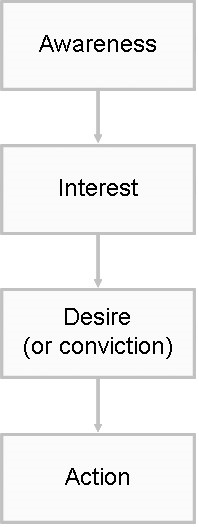 Awareness
Interest
Desire
(or conviction)
Action